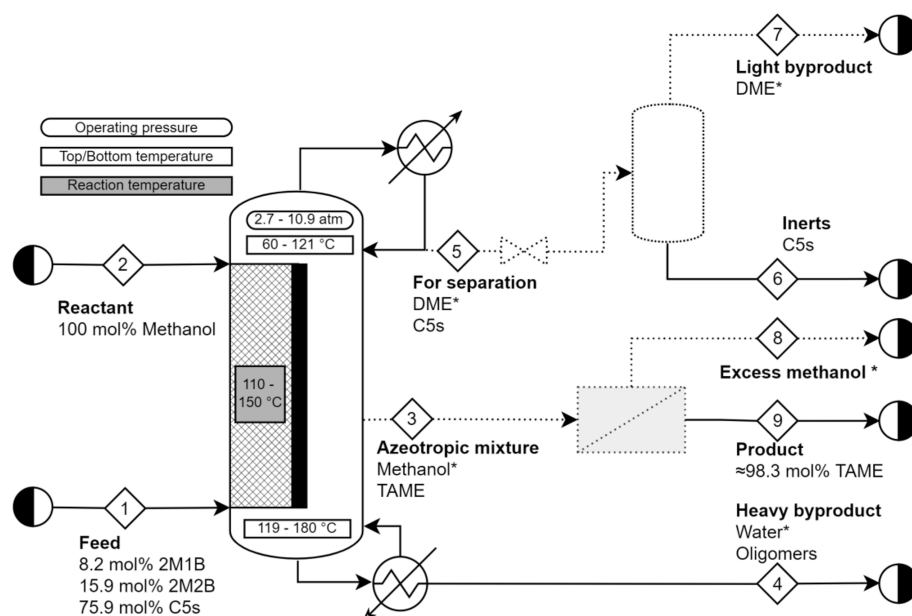 7
Light byproduct
DME*
Operating pressure
Top/Bottom temperature
Reaction temperature
2.7 - 10.9 atm
60 - 121 °C
2
Reactant
100 mol% Methanol
5
For separation
DME*
C5s
Inerts
C5s
6
8
Excess methanol *
110 -
150 °C
3
Azeotropic mixture
Methanol*
TAME
9
Product
≈98.3 mol% TAME
1
Feed
8.2 mol% 2M1B
15.9 mol% 2M2B
75.9 mol% C5s
119 - 180 °C
Heavy byproduct
Water*
Oligomers
4